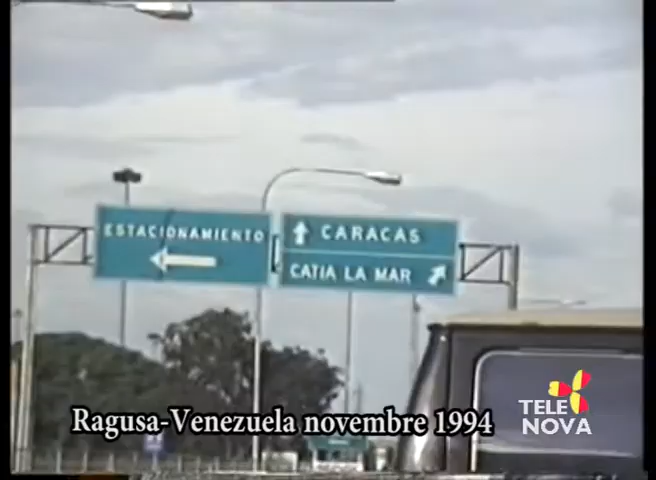 ESTACIONAMIENTO
CARACAS
CATIA LA MAR
Ragusa-Venezuela novembre 1994
TELE
NOVA